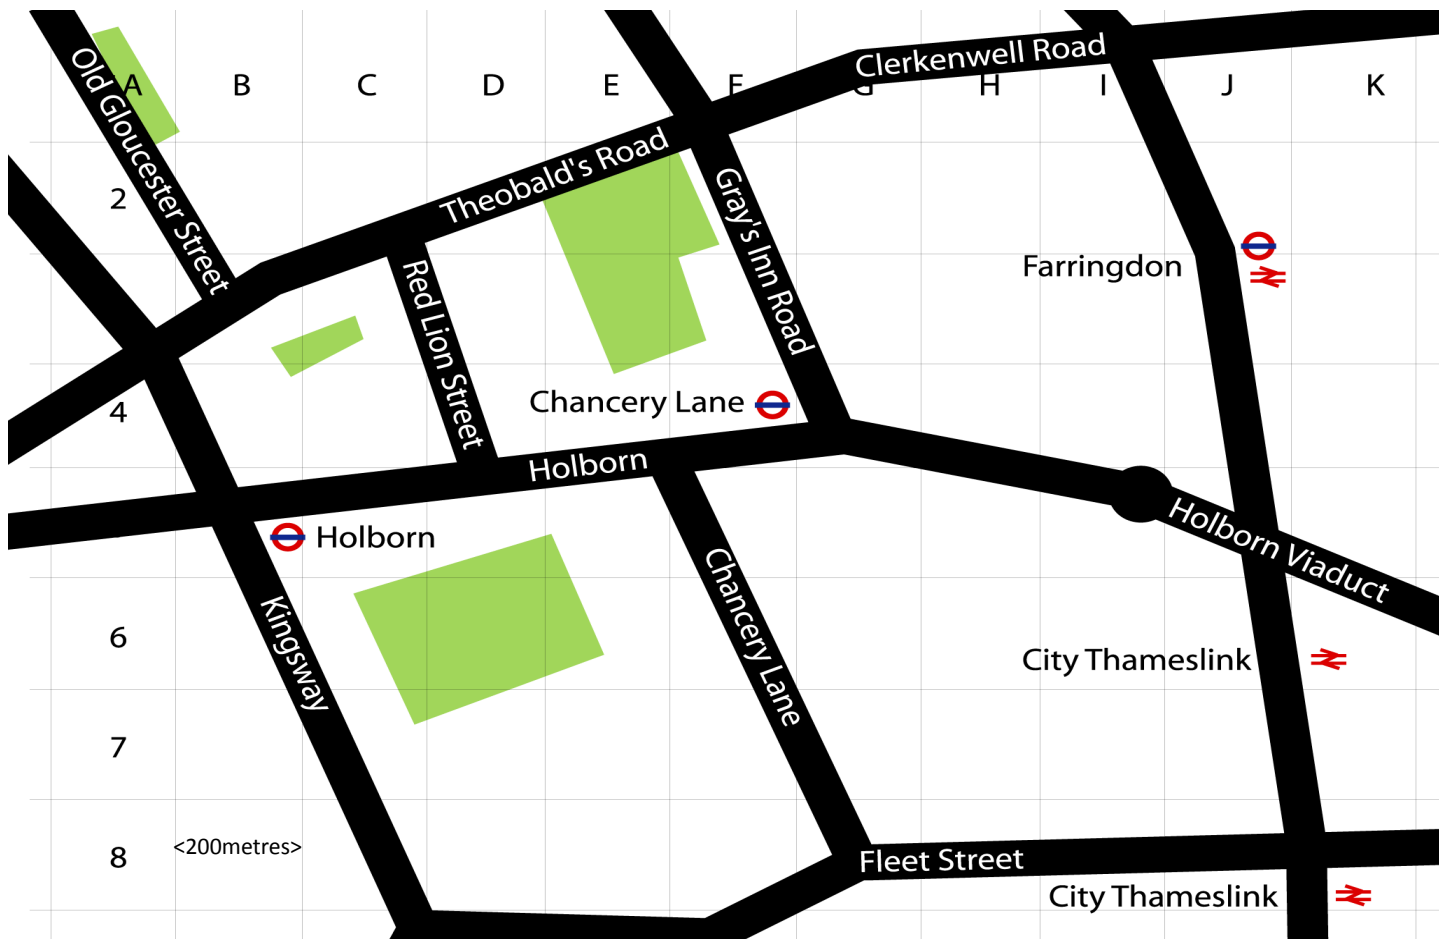 Clerkenwell Road
Old Gloucester Street
A
B
C
D
E
F
G
H
I
J
K
Theobald's Road
2
Gray's Inn Road
Farringdon
Red Lion Street
Chancery Lane
4
Holborn
Holborn Viaduct
Holborn
Chancery Lane
Kingsway
6
City Thameslink
7
<200metres>
8
Fleet Street
City Thameslink